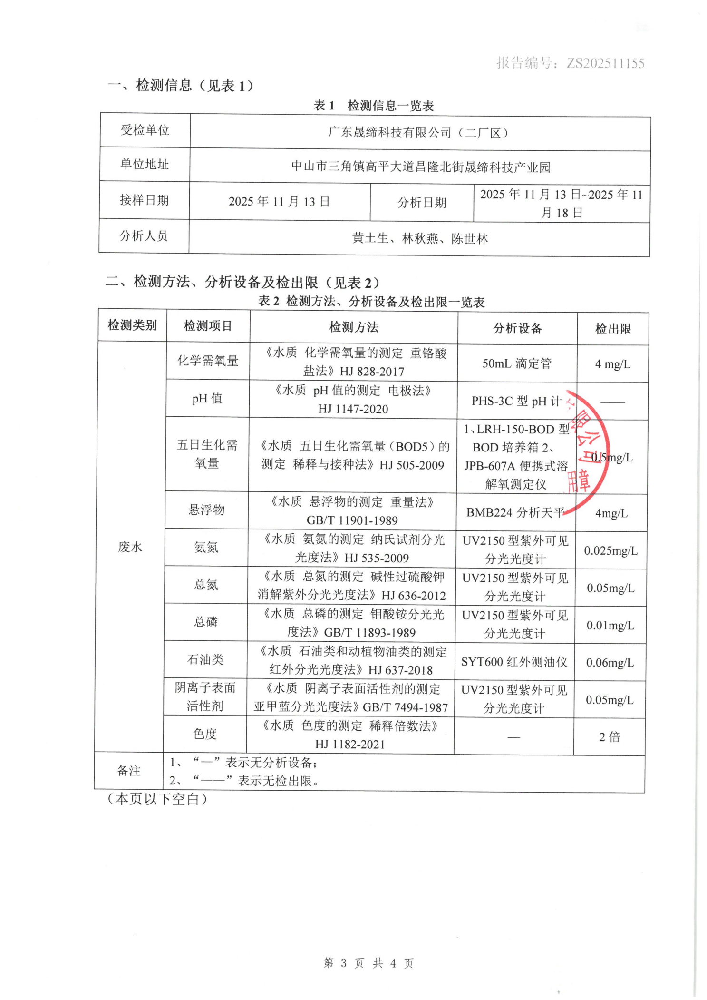 报告编号：ZS202511155
一、检测信息（见表 1）
表 1 检测信息一览表
受检单位 广东晟缔科技有限公司（二厂区）
单位地址 中山市三角镇高平大道昌隆北街晟缔科技产业园
接样日期 2025 年 11 月 13 日 分析日期 2025 年 11 月 13 日~2025 年 11
月 18 日
分析人员 黄土生、林秋燕、陈世林
二、检测方法、分析设备及检出限（见表 2）
表 2 检测方法、分析设备及检出限一览表
检测类别 检测项目 检测方法 分析设备 检出限
废水
化学需氧量 《水质 化学需氧量的测定 重铬酸
盐法》HJ 828-2017 50mL 滴定管 4 mg/L
pH 值 《水质 pH 值的测定 电极法》
HJ 1147-2020 PHS-3C 型 pH 计 ——
五日生化需
氧量
《水质 五日生化需氧量（BOD5）的
测定 稀释与接种法》HJ 505-2009
1、LRH-150-BOD 型
BOD 培养箱 2、
JPB-607A 便携式溶
解氧测定仪
0.5mg/L
悬浮物 《水质 悬浮物的测定 重量法》
GB/T 11901-1989 BMB224 分析天平 4mg/L
氨氮 《水质 氨氮的测定 纳氏试剂分光
光度法》HJ 535-2009
UV2150 型紫外可见
分光光度计
0.025mg/L
总氮 《水质 总氮的测定 碱性过硫酸钾
消解紫外分光光度法》HJ 636-2012
UV2150 型紫外可见
分光光度计
0.05mg/L
总磷 《水质 总磷的测定 钼酸铵分光光
度法》GB/T 11893-1989
UV2150 型紫外可见
分光光度计
0.01mg/L
石油类 《水质 石油类和动植物油类的测定
红外分光光度法》HJ 637-2018 SYT600 红外测油仪 0.06mg/L
阴离子表面
活性剂
《水质 阴离子表面活性剂的测定
亚甲蓝分光光度法》GB/T 7494-1987
UV2150 型紫外可见
分光光度计
0.05mg/L
色度 《水质 色度的测定 稀释倍数法》
HJ 1182-2021 — 2 倍
备注
1、“—”表示无分析设备；
2、“——”表示无检出限。
（本页以下空白）
限公司
用章
第 3 页 共 4 页